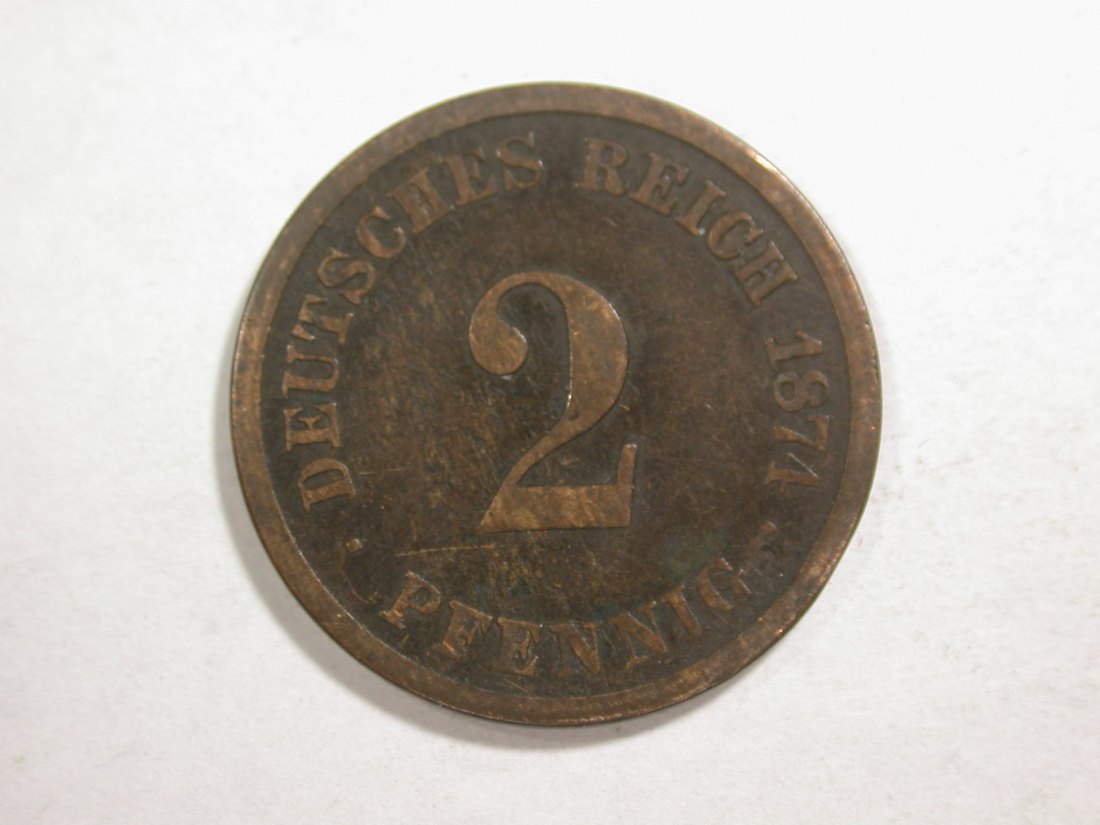 DEUTSCHES REICH 1874
2
PFENNIG